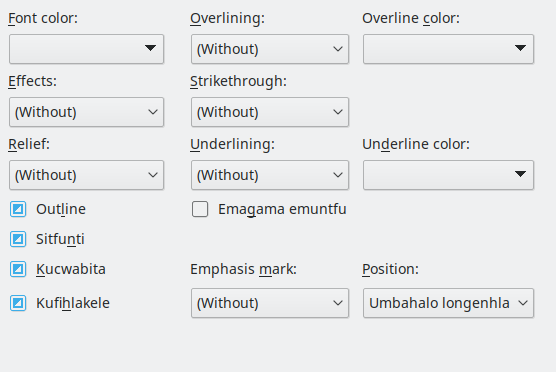 Font color: Overlining: Overline color:
(Without)
Effects: Strikethrough:
(Without) (Without)
Relief: Underlining: Underline color:
(Without) (Without)
Outline Emagama emuntfu
Sitfunti
Kucwabita Emphasis mark: Position:
Kufihlakele (Without) Umbahalo longenhla